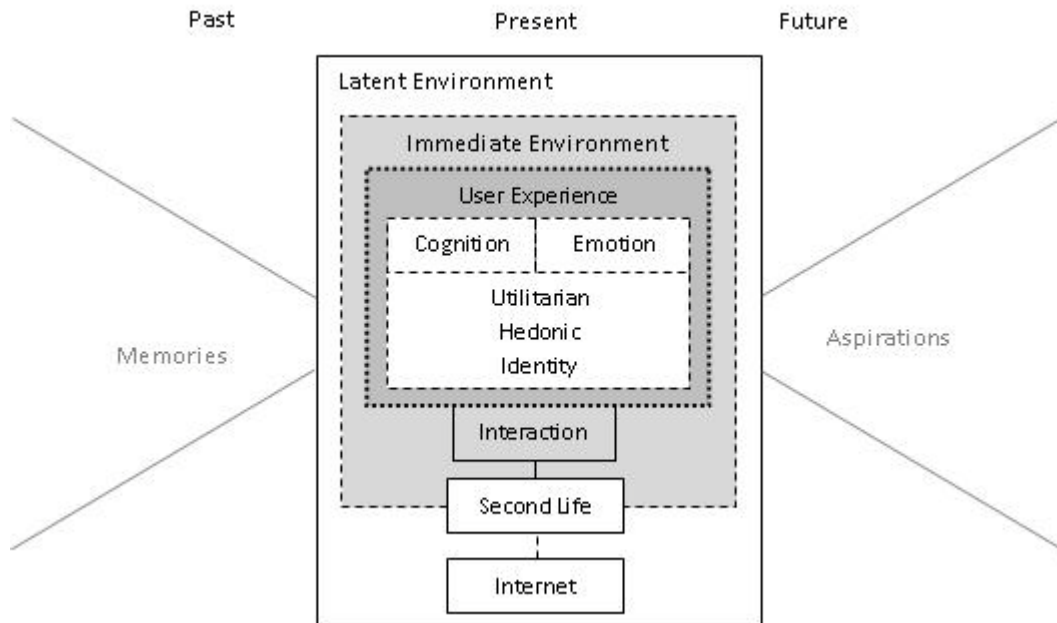 Past
Present
Future
Latent Environment
Immediate Environment
User Experience
Cognition
Emotion
Utilitarian
Hedonic
Identity
Memories
Aspirations
Interaction
Second Life
Internet